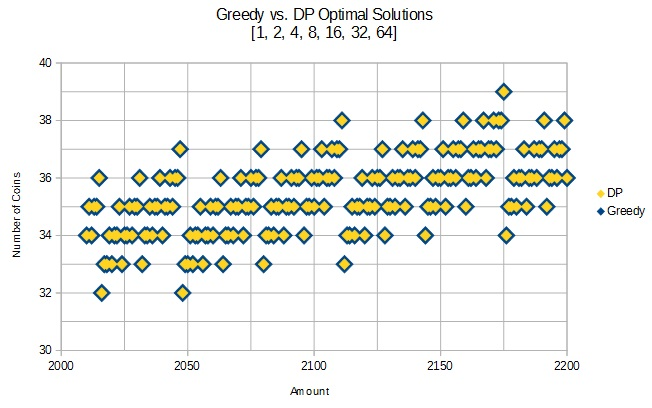 Greedy vs. DP Optimal Solutions
[1, 2, 4, 8, 16, 32, 64]
40
38
36
34
32
30
2000
2050
2100
2150
2200
Number of Coins
Amount
DP
Greedy